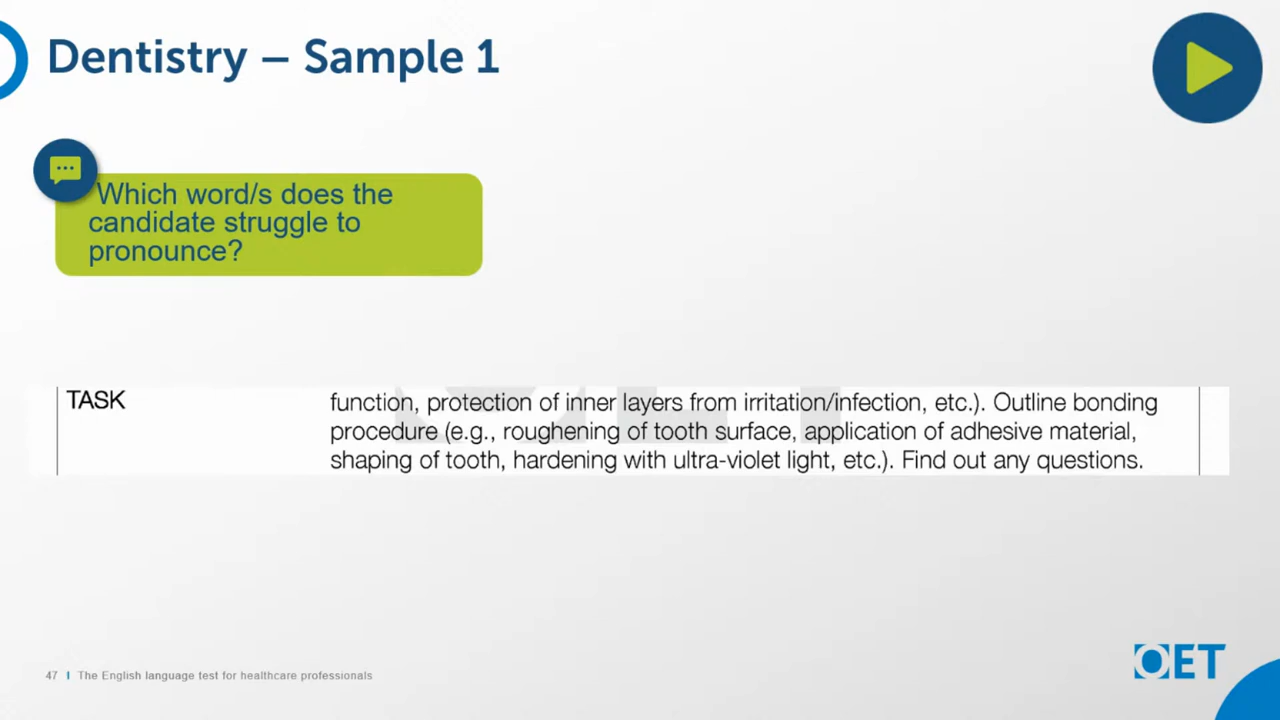 Dentistry – Sample 1
Which word/s does the
candidate struggle to
pronounce?
TASK
function, protection of inner layers from irritation/infection, etc.). Outline bonding
procedure (e.g., roughening of tooth surface, application of adhesive material,
shaping of tooth, hardening with ultra-violet light, etc.). Find out any questions.
47 I The English language test for healthcare professionals
OET